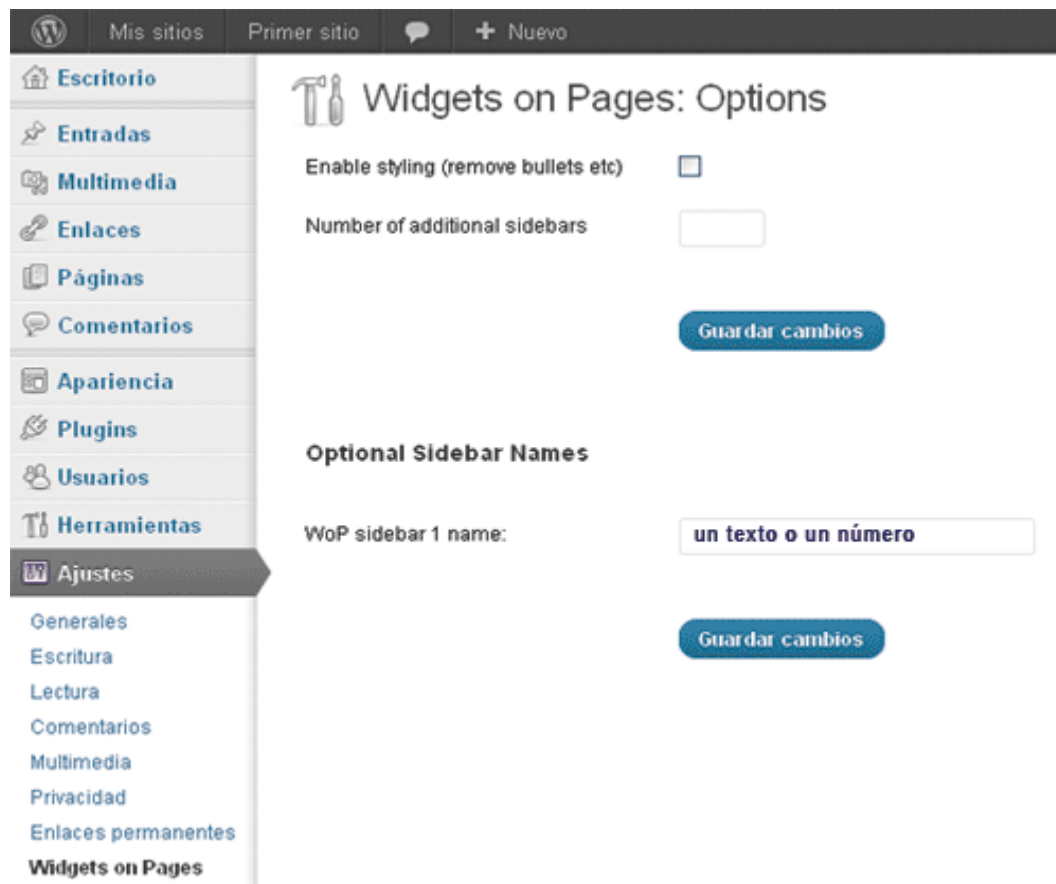 Mis sitios Primer sitio + Nuevo
Escritorio
Entradas
Multimedia
Enlaces
Páginas
Comentarios
Apariencia
Plugins
Usuarios
Herramientas
Ajustes
Generales
Escritura
Lectura
Comentarios
Multimedia
Privacidad
Enlaces permanentes
Widgets on Pages
Widgets on Pages: Options
Enable styling (remove bullets etc)
Number of additional sidebars
Guardar cambios
Optional Sidebar Names
WoP sidebar 1 name: un texto o un número
Guardar cambios